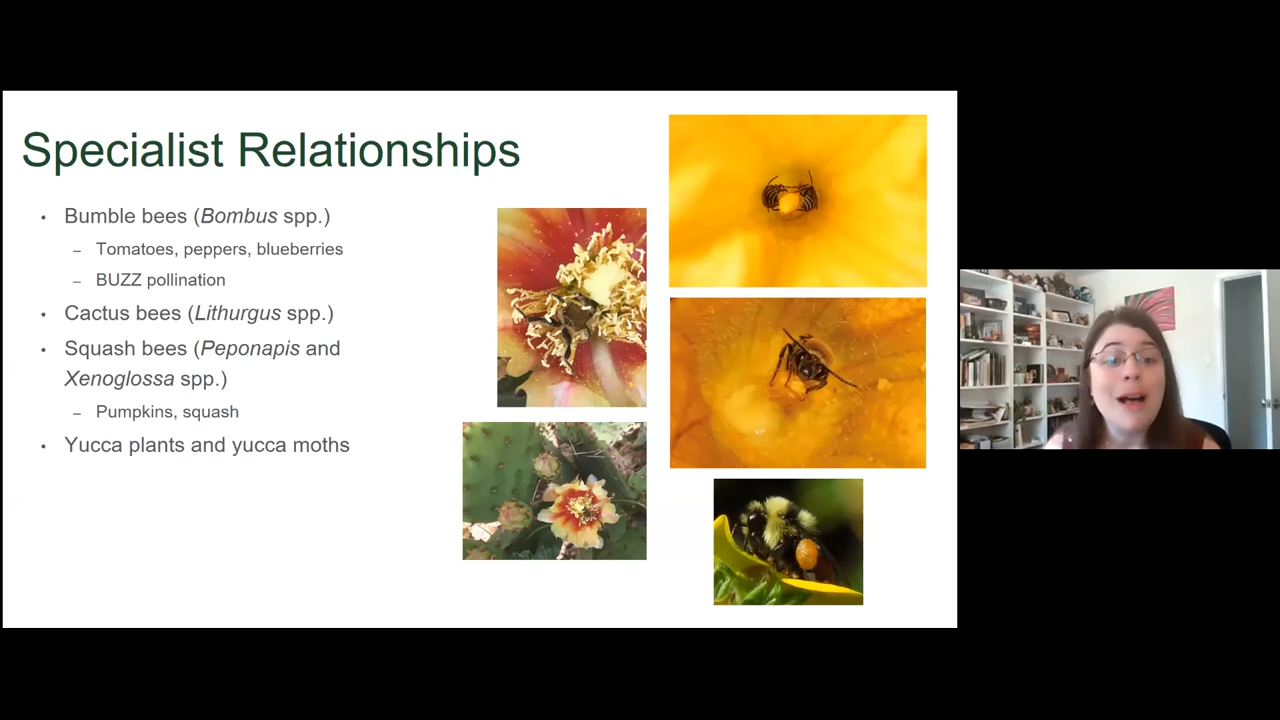 Specialist Relationships
• Bumble bees (Bombus spp.)
– Tomatoes, peppers, blueberries
– BUZZ pollination
• Cactus bees (Lithurgus spp.)
• Squash bees (Peponapis and
Xenoglossa spp.)
– Pumpkins, squash
• Yucca plants and yucca moths